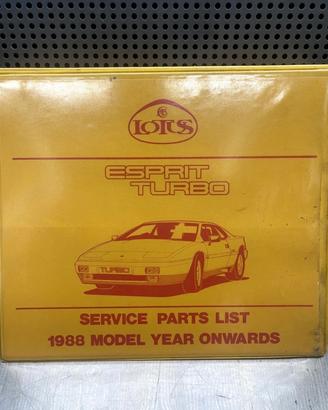 LOTUS
ESPRIT
TURBO
TURBO
SERVICE PARTS LIST
1988 MODEL YEAR ONWARDS